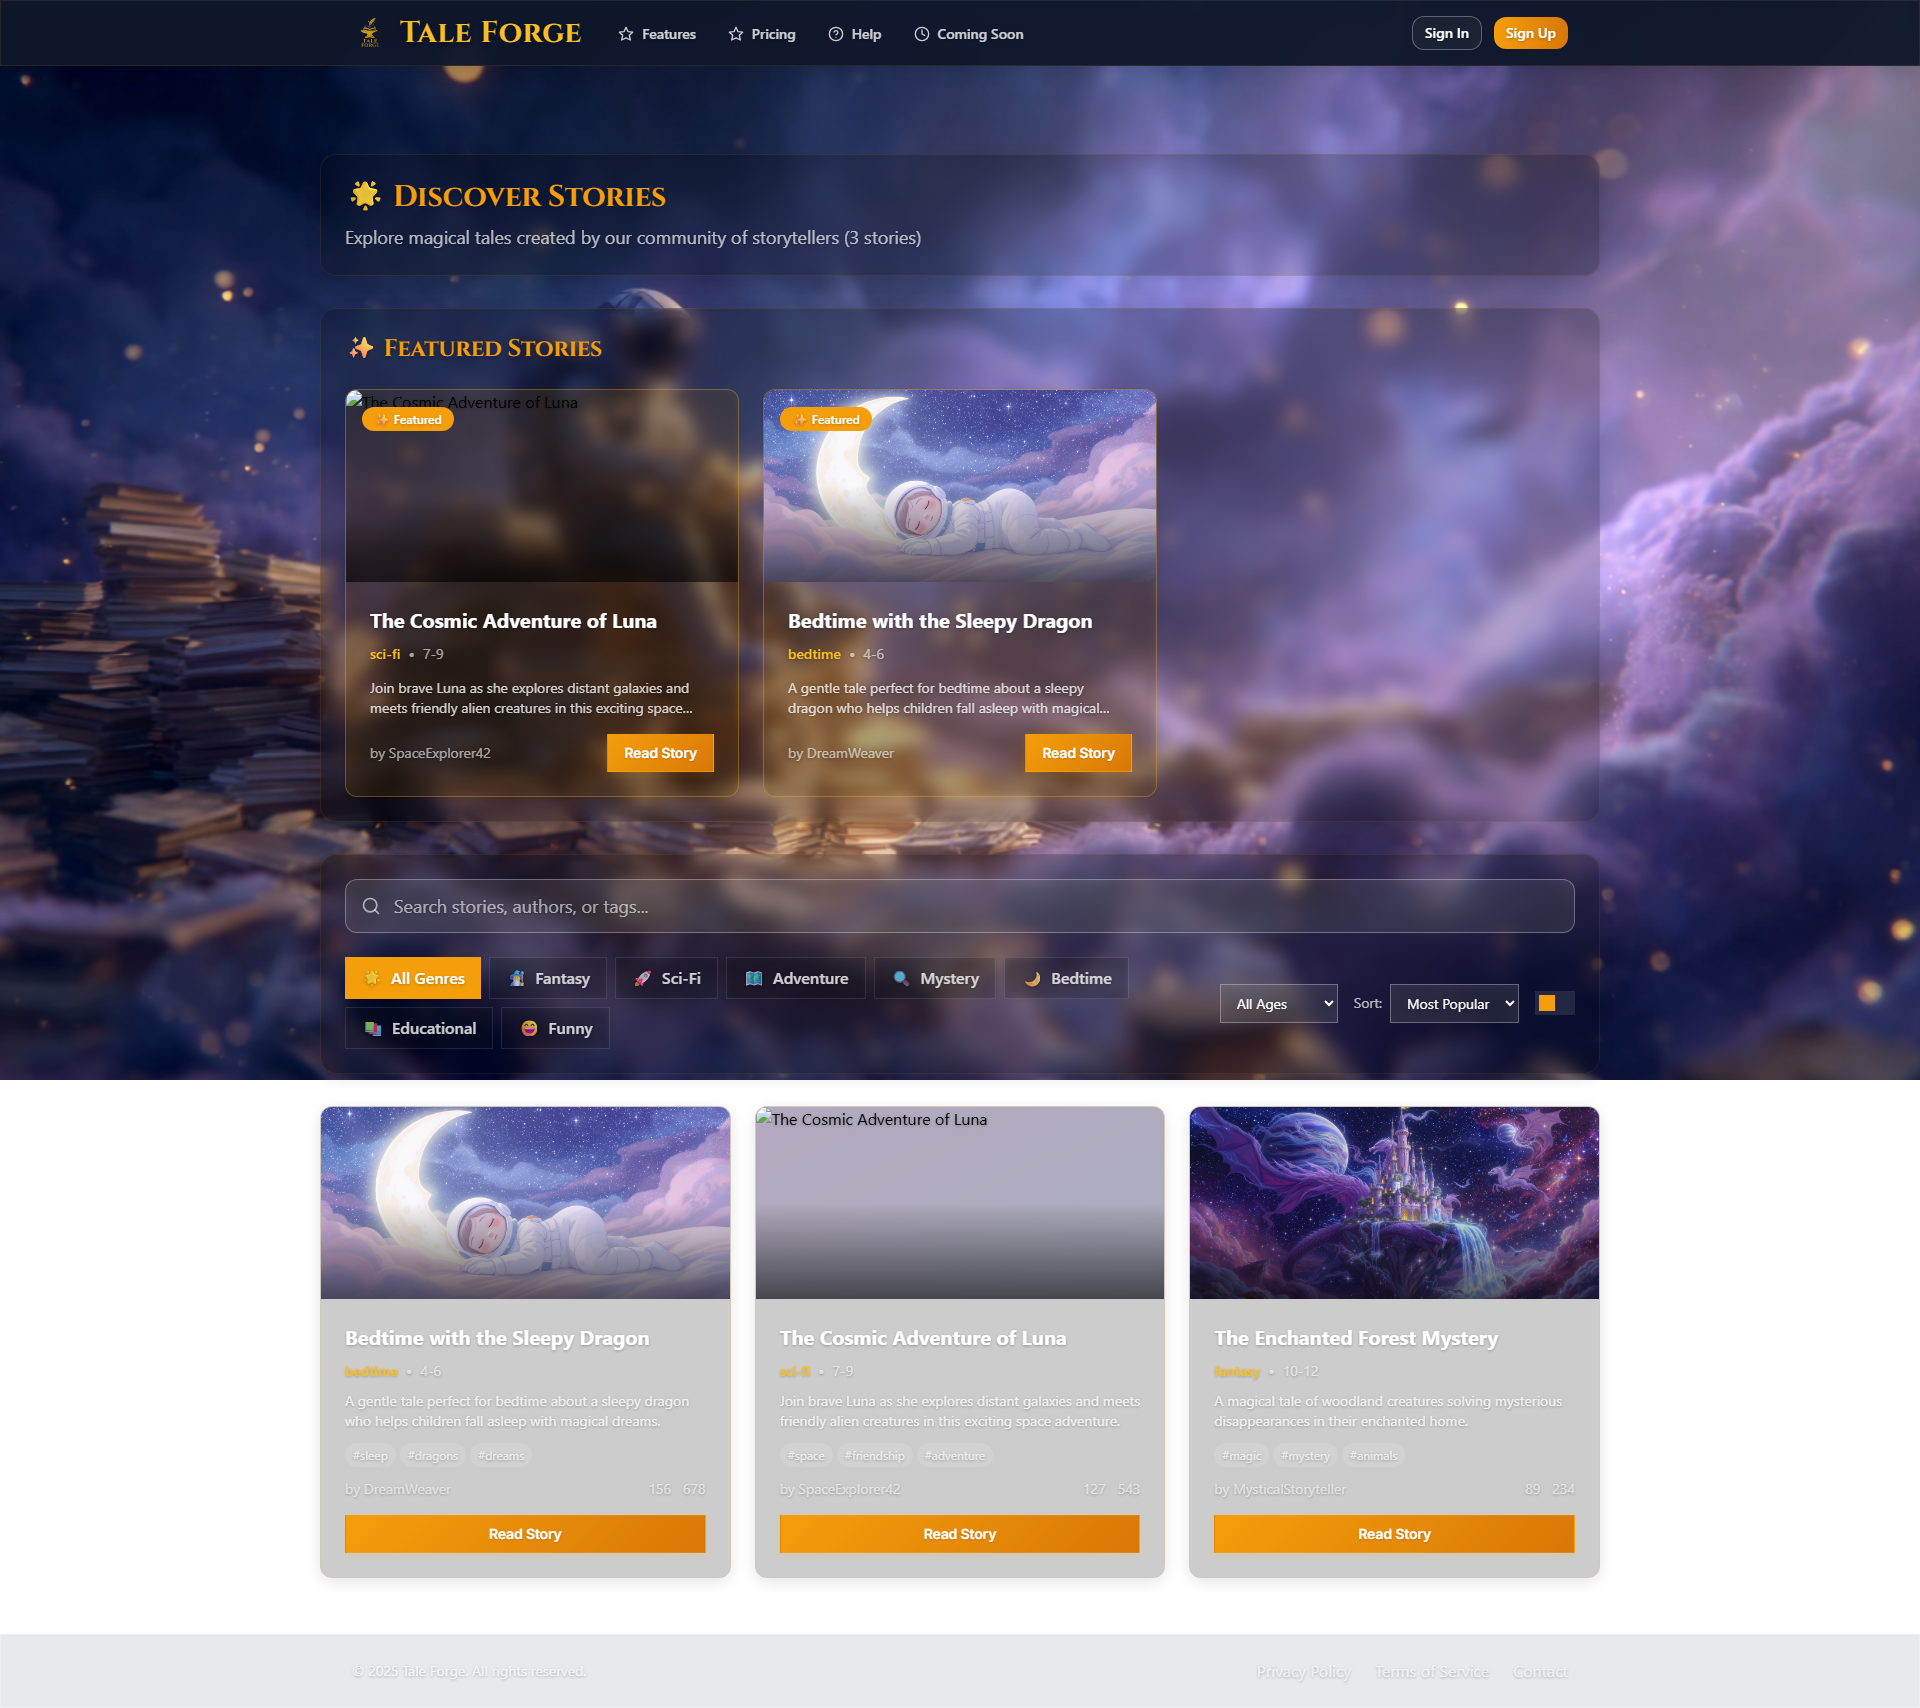 TALE FORGE
Tale Forge
Features
Pricing
Help
Coming Soon
Sign In
Sign Up
Discover Stories
Explore magical tales created by our community of storytellers (3 stories)
Featured Stories
The Cosmic Adventure of Luna
Featured
The Cosmic Adventure of Luna
sci-fi • 7-9
Join brave Luna as she explores distant galaxies and
meets friendly alien creatures in this exciting space...
by SpaceExplorer42
Read Story
Featured
Bedtime with the Sleepy Dragon
bedtime • 4-6
A gentle tale perfect for bedtime about a sleepy
dragon who helps children fall asleep with magical...
by DreamWeaver
Read Story
Search stories, authors, or tags...
All Genres
Fantasy
Sci-Fi
Adventure
Mystery
Bedtime
Educational
Funny
All Ages
Sort:
Most Popular
Bedtime with the Sleepy Dragon
bedtime • 4-6
A gentle tale perfect for bedtime about a sleepy dragon
who helps children fall asleep with magical dreams.
#sleep #dragons #dreams
by DreamWeaver 156 678
Read Story
The Cosmic Adventure of Luna
The Cosmic Adventure of Luna
sci-fi • 7-9
Join brave Luna as she explores distant galaxies and meets
friendly alien creatures in this exciting space adventure.
#space #friendship #adventure
by SpaceExplorer42 127 543
Read Story
The Enchanted Forest Mystery
fantasy • 10-12
A magical tale of woodland creatures solving mysterious
disappearances in their enchanted home.
#magic #mystery #animals
by MysticalStoryteller 89 234
Read Story
© 2025 Tale Forge. All rights reserved.
Privacy Policy
Terms of Service
Contact